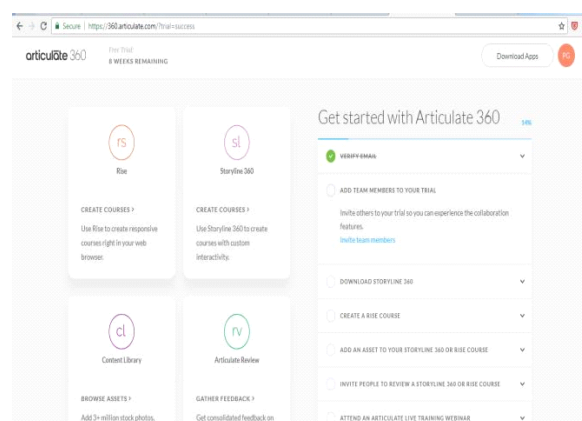 Secure | https://360.articulate.com/?trial=success
articulate 360
Free Trial
8 WEEKS REMAINING
Download Apps
PG
rs
Rise
CREATE COURSES >
Use Rise to create responsive
courses right in your web
browser.
sl
Storyline 360
CREATE COURSES >
Use Storyline 360 to create
courses with custom
interactivity.
cl
Content Library
BROWSE ASSETS >
Add 3+ million stock photos,
rv
Articulate Review
GATHER FEEDBACK >
Get consolidated feedback on
Get started with Articulate 360
VERIFY EMAIL
ADD TEAM MEMBERS TO YOUR TRIAL
Invite others to your trial so you can experience the collaboration
features.
Invite team members
DOWNLOAD STORYLINE 360
CREATE A RISE COURSE
ADD AN ASSET TO YOUR STORYLINE 360 OR RISE COURSE
INVITE PEOPLE TO REVIEW A STORYLINE 360 OR RISE COURSE
ATTEND AN ARTICULATE LIVE TRAINING WEBINAR